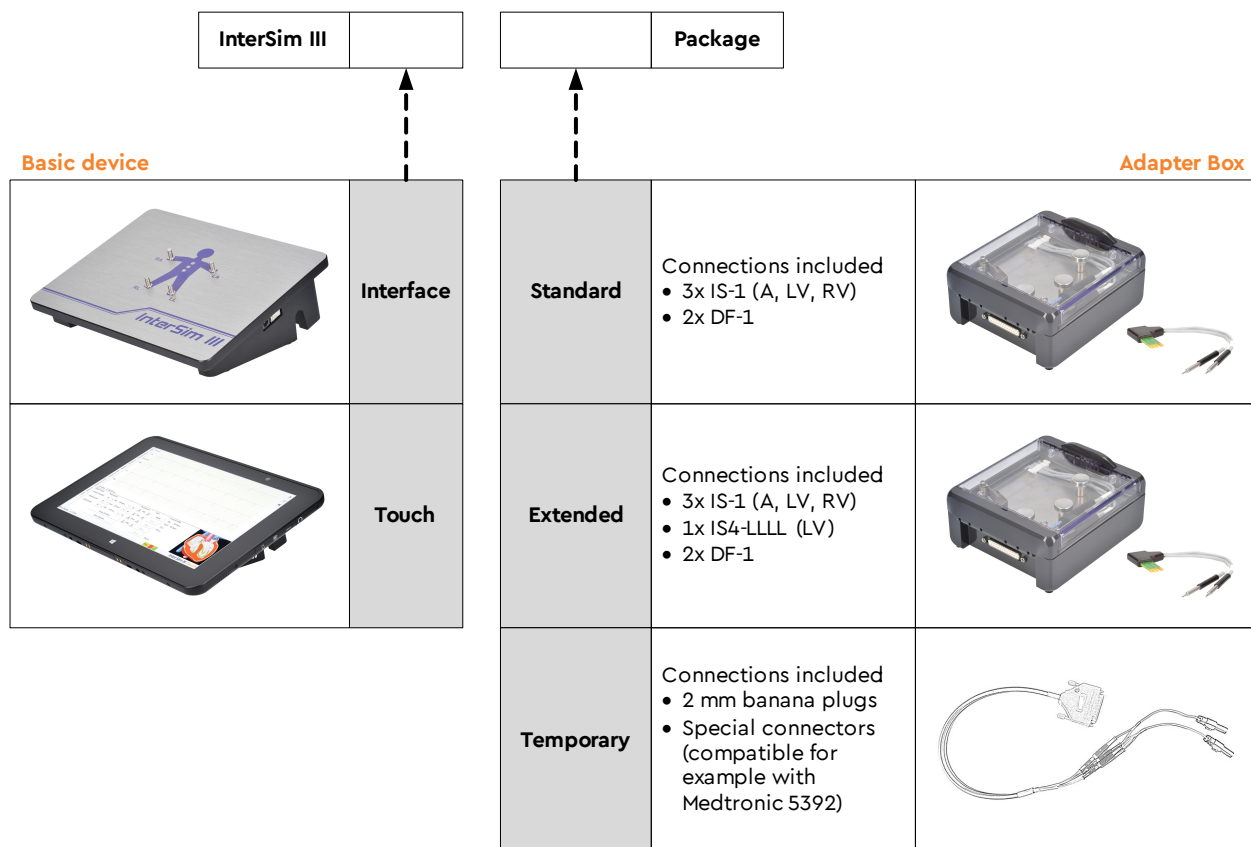 InterSim III
Package
Basic device
Adapter Box
InterSim III
Interface
Standard
Connections included
• 3x IS-1 (A, LV, RV)
• 2x DF-1
Touch
Extended
Connections included
• 3x IS-1 (A, LV, RV)
• 1x IS4-LLLL (LV)
• 2x DF-1
Temporary
Connections included
• 2 mm banana plugs
• Special connectors
(compatible for
example with
Medtronic 5392)